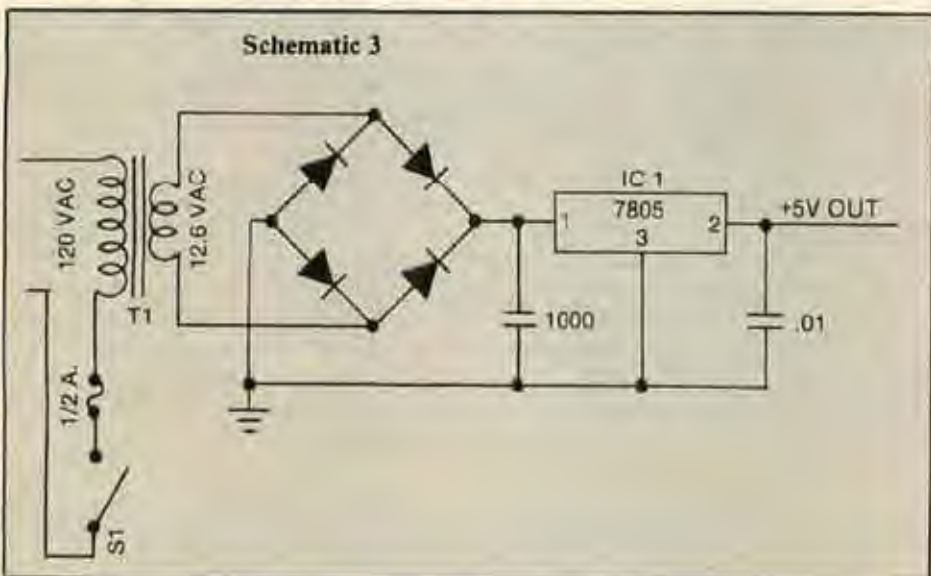 Schematic 3
120 VAC
12.6 VAC
T1
1/2 A.
S1
IC 1
7805
1
2
3
+5V OUT
1000
.01